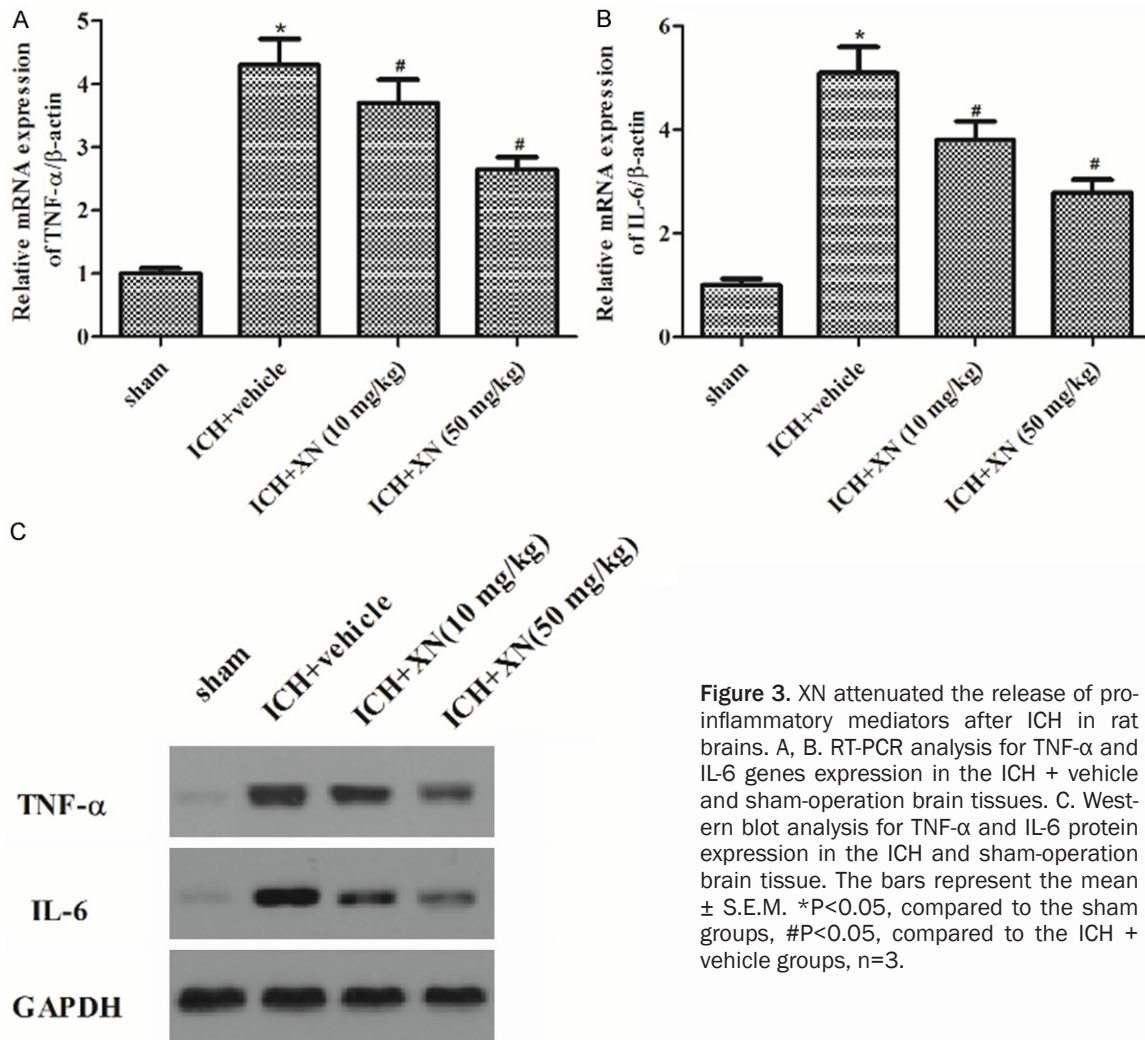 A
Relative mRNA expression
of TNF-α/β-actin
5
4
3
2
1
0
*
#
#
sham
ICH+vehicle
ICH+XN (10 mg/kg)
ICH+XN (50 mg/kg)
B
Relative mRNA expression
of IL-6/β-actin
6
4
2
0
*
#
#
sham
ICH+vehicle
ICH+XN (10 mg/kg)
ICH+XN (50 mg/kg)
C
sham
ICH+vehicle
ICH+XN(10 mg/kg)
ICH+XN(50 mg/kg)
TNF-α
IL-6
GAPDH
Figure 3. XN attenuated the release of pro-
inflammatory mediators after ICH in rat
brains. A, B. RT-PCR analysis for TNF-α and
IL-6 genes expression in the ICH + vehicle
and sham-operation brain tissues. C. West-
ern blot analysis for TNF-α and IL-6 protein
expression in the ICH and sham-operation
brain tissue. The bars represent the mean
± S.E.M. *P<0.05, compared to the sham
groups, #P<0.05, compared to the ICH +
vehicle groups, n=3.